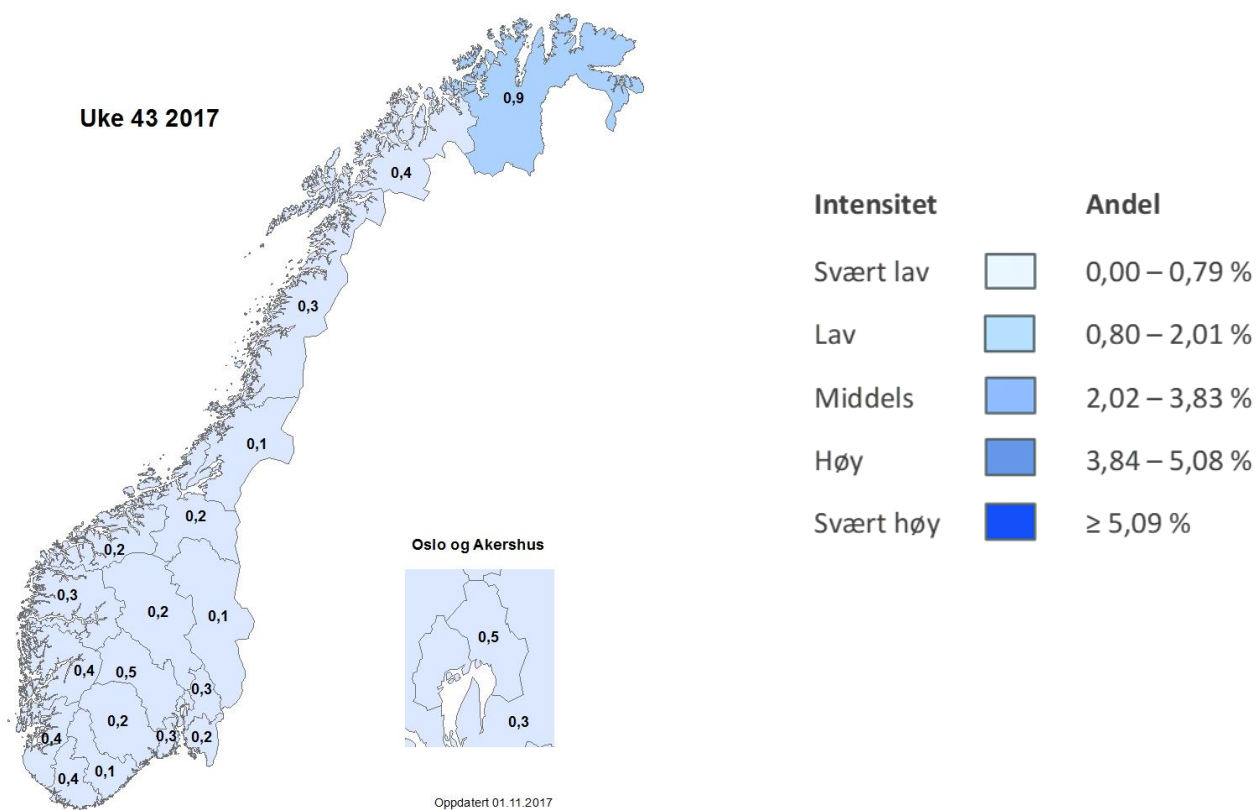 Uke 43 2017
0,9
0,4
0,3
0,1
0,2
0,2
0,3
0,2
0,1
0,4
0,5
0,3
0,2
0,4
0,3
0,2
0,4
0,1
Oslo og Akershus
0,5
0,3
Oppdatert 01.11.2017
Intensitet Andel
Svært lav 0,00 – 0,79 %
Lav 0,80 – 2,01 %
Middels 2,02 – 3,83 %
Høy 3,84 – 5,08 %
Svært høy ≥ 5,09 %